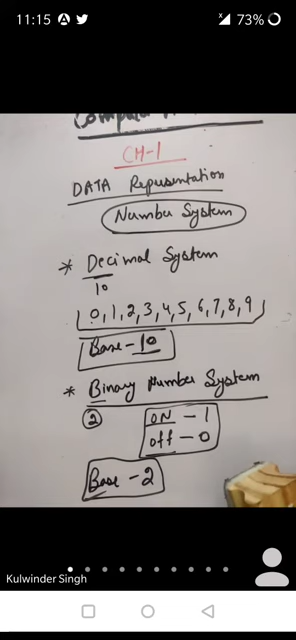 11:15
73%
CH-1
DATA Representation
Number System
* Decimal System
10
0,1,2,3,4,5,6,7,8,9
Base - 10
* Binary Number System
2
ON - 1
Off - 0
Base - 2
Kulwinder Singh